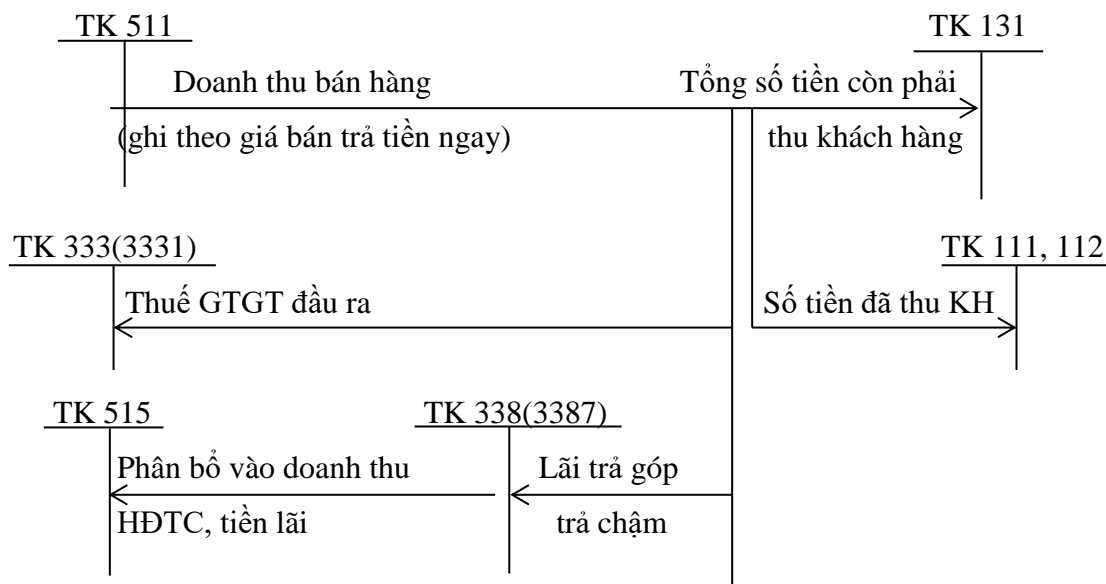 TK 511
TK 131
Doanh thu bán hàng
Tổng số tiền còn phải
(ghi theo giá bán trả tiền ngay)
thu khách hàng
TK 333(3331)
TK 111, 112
Thuế GTGT đầu ra
Số tiền đã thu KH
TK 515
TK 338(3387)
Phân bổ vào doanh thu
Lãi trả góp
HĐTC, tiền lãi
trả chậm